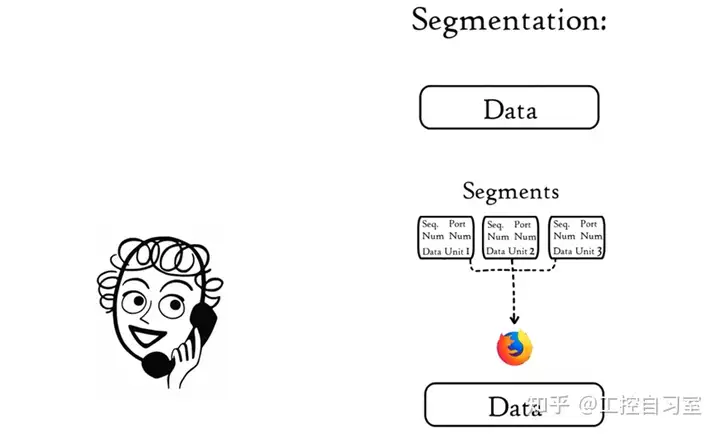 Segmentation:
Data
Segments
Seq. Port
Num Num
Data Unit 1
Seq. Port
Num Num
Data Unit 2
Seq. Port
Num Num
Data Unit 3
Data
知乎 @工控自习室